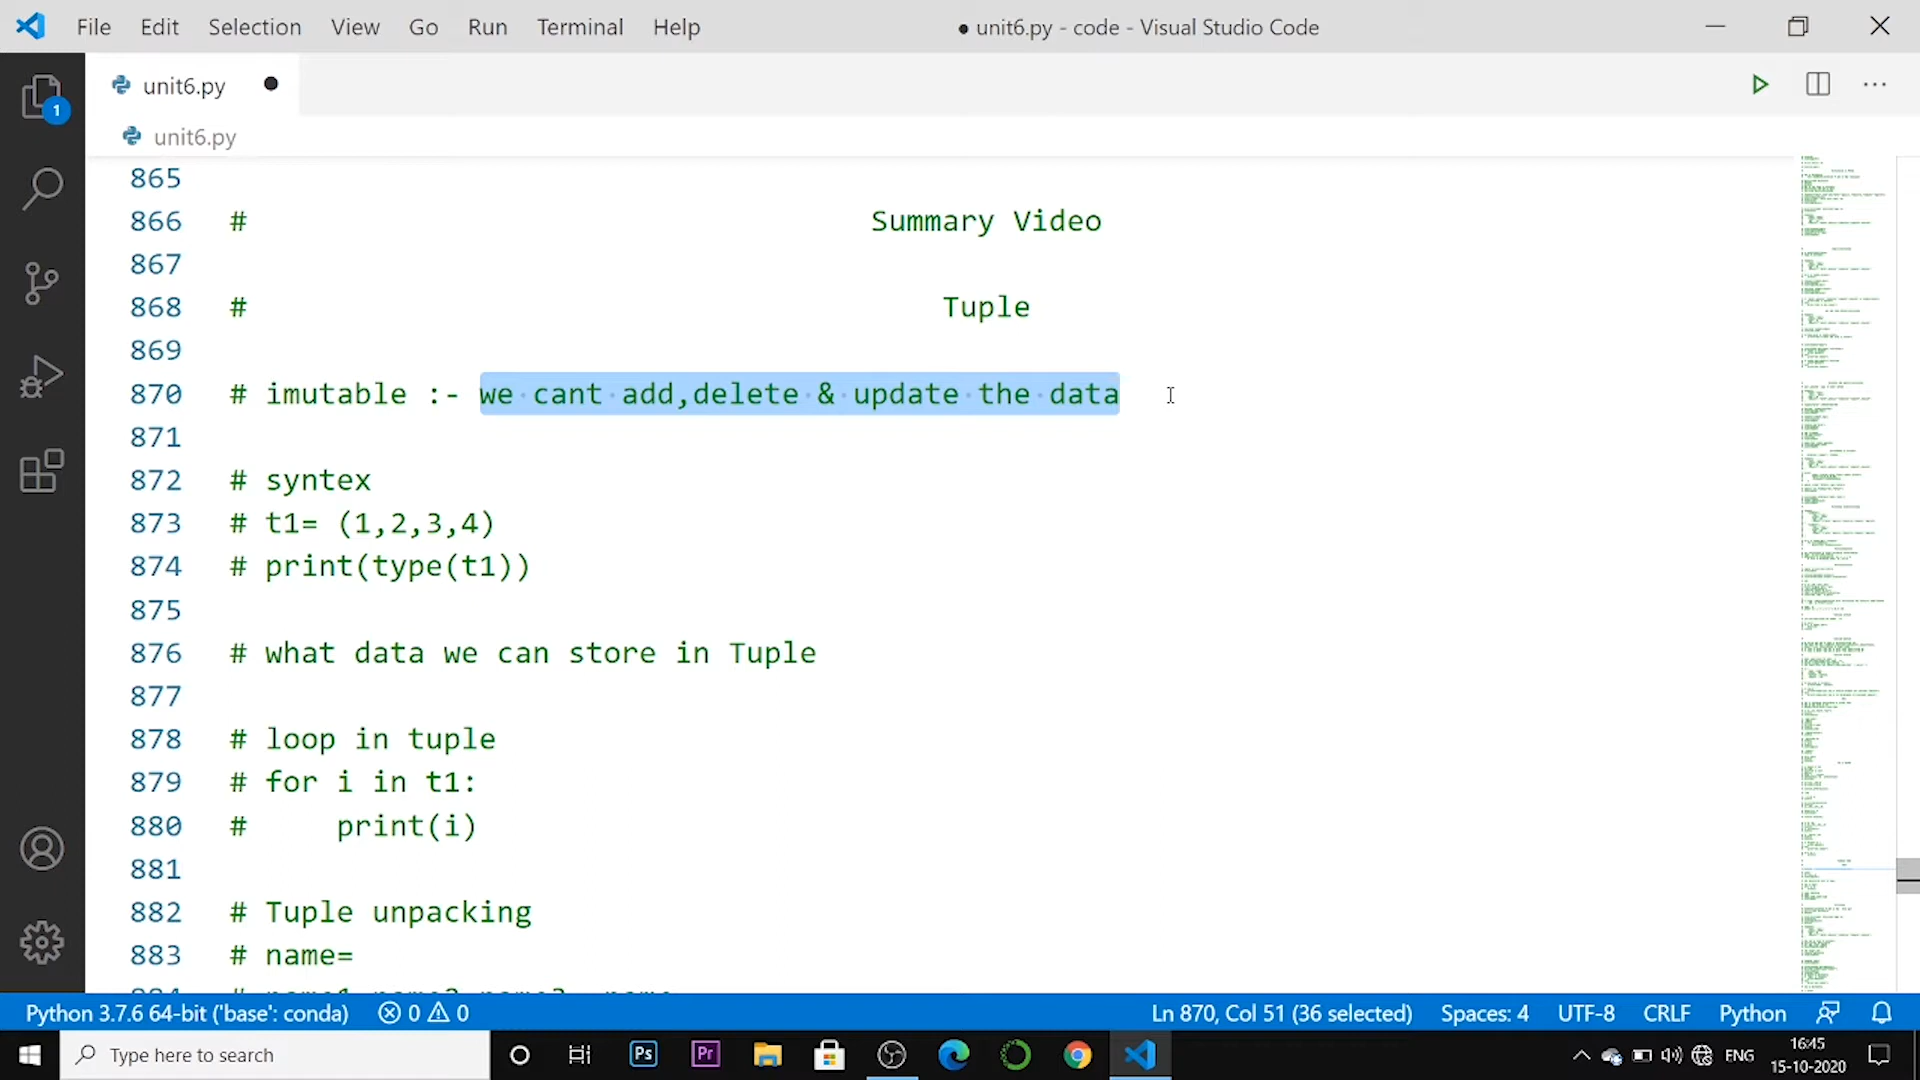 File Edit Selection View Go Run Terminal Help ● unit6.py - code - Visual Studio Code
unit6.py ●
1
unit6.py
865
866 # Summary Video
867
868 # Tuple
869
870 # imutable :- we cant add,delete & update the data
871
872 # syntex
873 # t1= (1,2,3,4)
874 # print(type(t1))
875
876 # what data we can store in Tuple
877
878 # loop in tuple
879 # for i in t1:
880 #     print(i)
881
882 # Tuple unpacking
883 # name=
Python 3.7.6 64-bit ('base': conda) 0 0 Ln 870, Col 51 (36 selected) Spaces: 4 UTF-8 CRLF Python
Type here to search Ps Pr ENG 16:45
15-10-2020